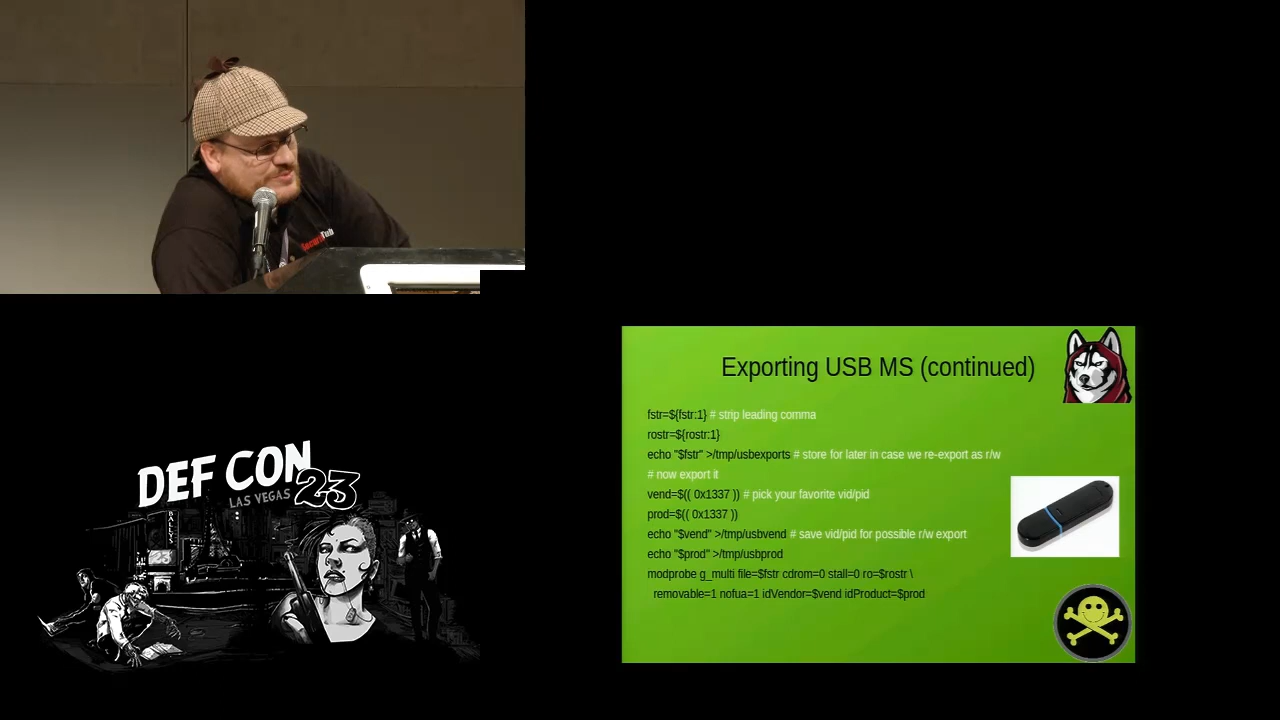 DEF CON
LAS VEGAS 23
BALLYS
Exporting USB MS (continued)
fstr=${fstr:1} # strip leading comma
rostr=${rostr:1}
echo "$fstr" >/tmp/usbexports # store for later in case we re-export as r/w
# now export it
vend=$(( 0x1337 )) # pick your favorite vid/pid
prod=$(( 0x1337 ))
echo "$vend" >/tmp/usbvend # save vid/pid for possible r/w export
echo "$prod" >/tmp/usbprod
modprobe g_multi file=$fstr cdrom=0 stall=0 ro=$rostr \
removable=1 nofua=1 idVendor=$vend idProduct=$prod